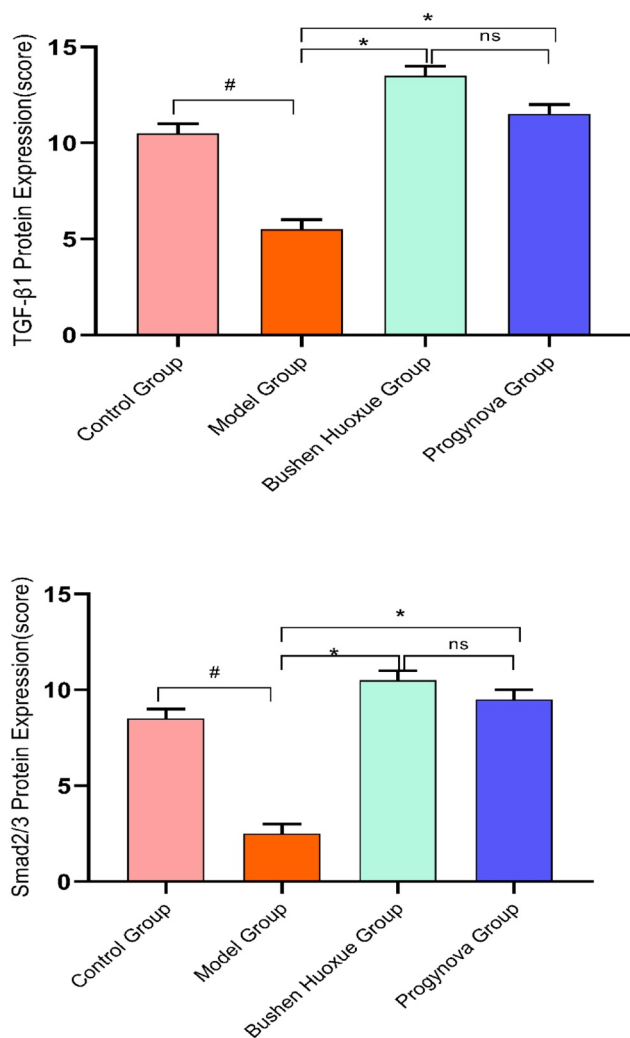 *
* ns
#
15
10
5
0
TGF-β1 Protein Expression(score)
Control Group
Model Group
Bushen Huoxue Group
Progynova Group
*
* ns
#
15
10
5
0
Smad2/3 Protein Expression(score)
Control Group
Model Group
Bushen Huoxue Group
Progynova Group